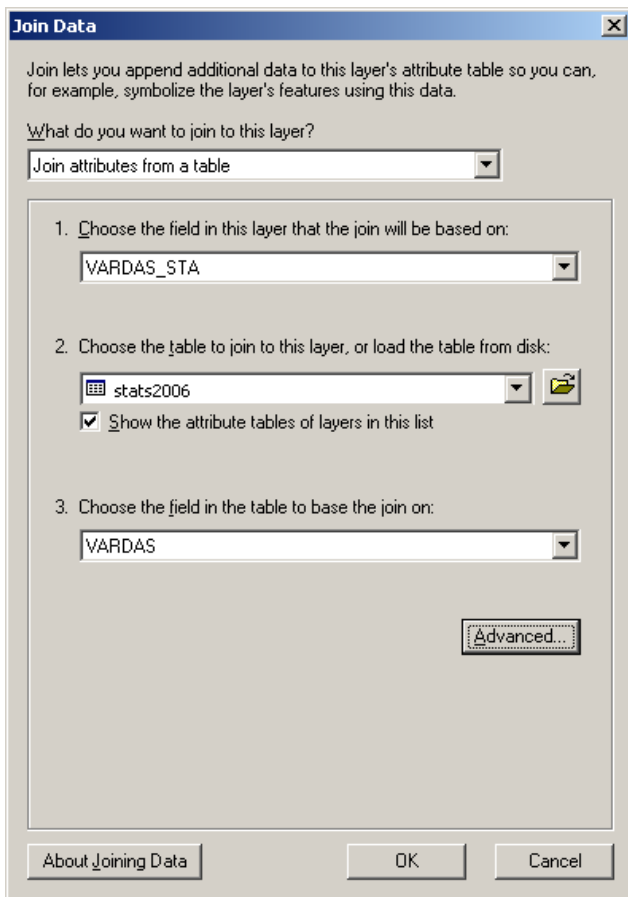 Join Data
Join lets you append additional data to this layer's attribute table so you can,
for example, symbolize the layer's features using this data.
What do you want to join to this layer?
Join attributes from a table
1. Choose the field in this layer that the join will be based on:
VARDAS_STA
2. Choose the table to join to this layer, or load the table from disk:
stats2006
Show the attribute tables of layers in this list
3. Choose the field in the table to base the join on:
VARDAS
Advanced...
About Joining Data OK Cancel